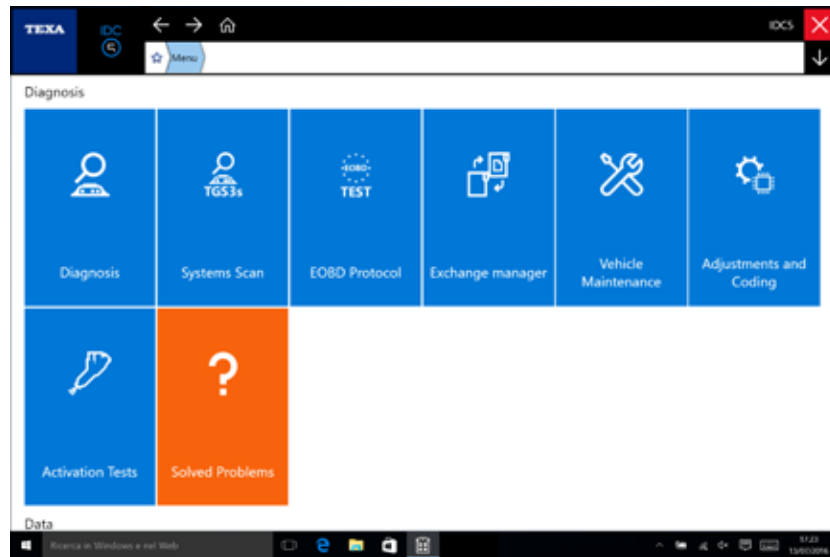 TEXA
IDC
IDC5
Menu
Diagnosis
TGS3s
EOBD
TEST
Diagnosis
Systems Scan
EOBD Protocol
Exchange manager
Vehicle
Maintenance
Adjustments and
Coding
?
Activation Tests
Solved Problems
Data
Ricerca in Windows e nel Web